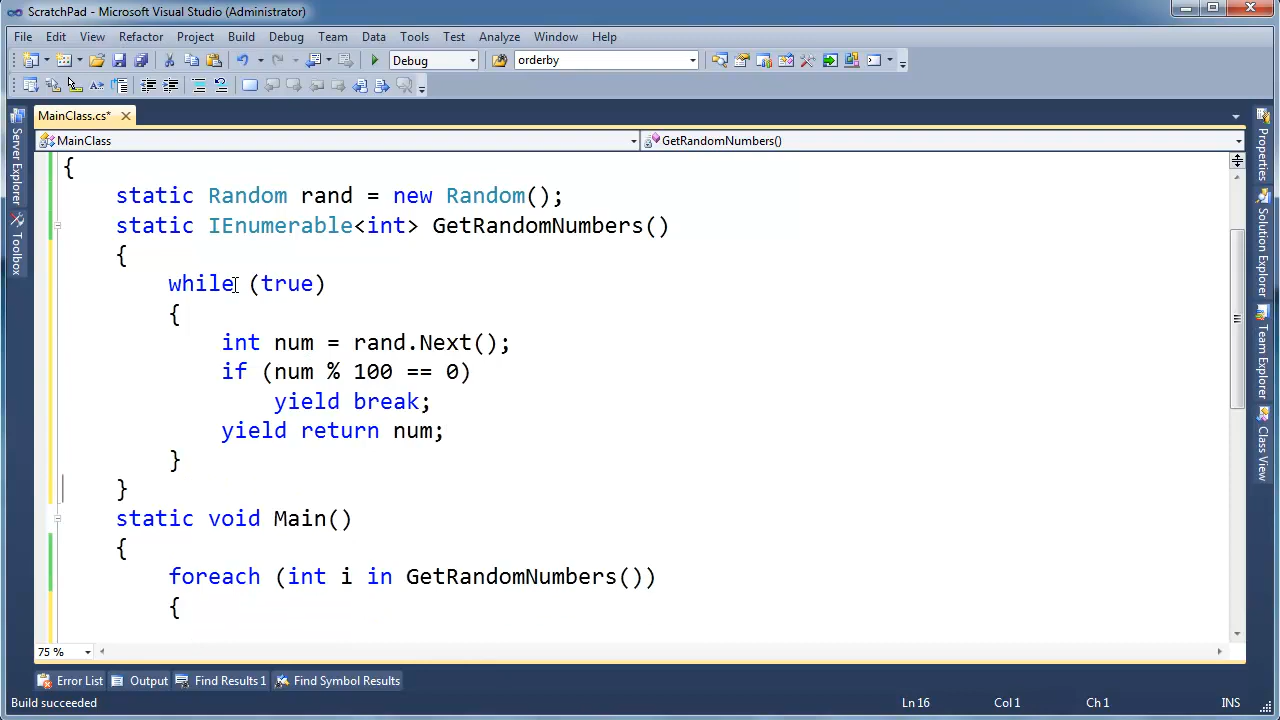 ScratchPad - Microsoft Visual Studio (Administrator)
File Edit View Refactor Project Build Debug Team Data Tools Test Analyze Window Help
Debug orderby
MainClass.cs*
MainClass GetRandomNumbers()
{
static Random rand = new Random();
static IEnumerable<int> GetRandomNumbers()
{
while (true)
{
int num = rand.Next();
if (num % 100 == 0)
yield break;
yield return num;
}
}
static void Main()
{
foreach (int i in GetRandomNumbers())
{
75 %
Server Explorer
Toolbox
Properties
Solution Explorer
Team Explorer
Class View
Error List Output Find Results 1 Find Symbol Results
Build succeeded Ln 16 Col 1 Ch 1 INS